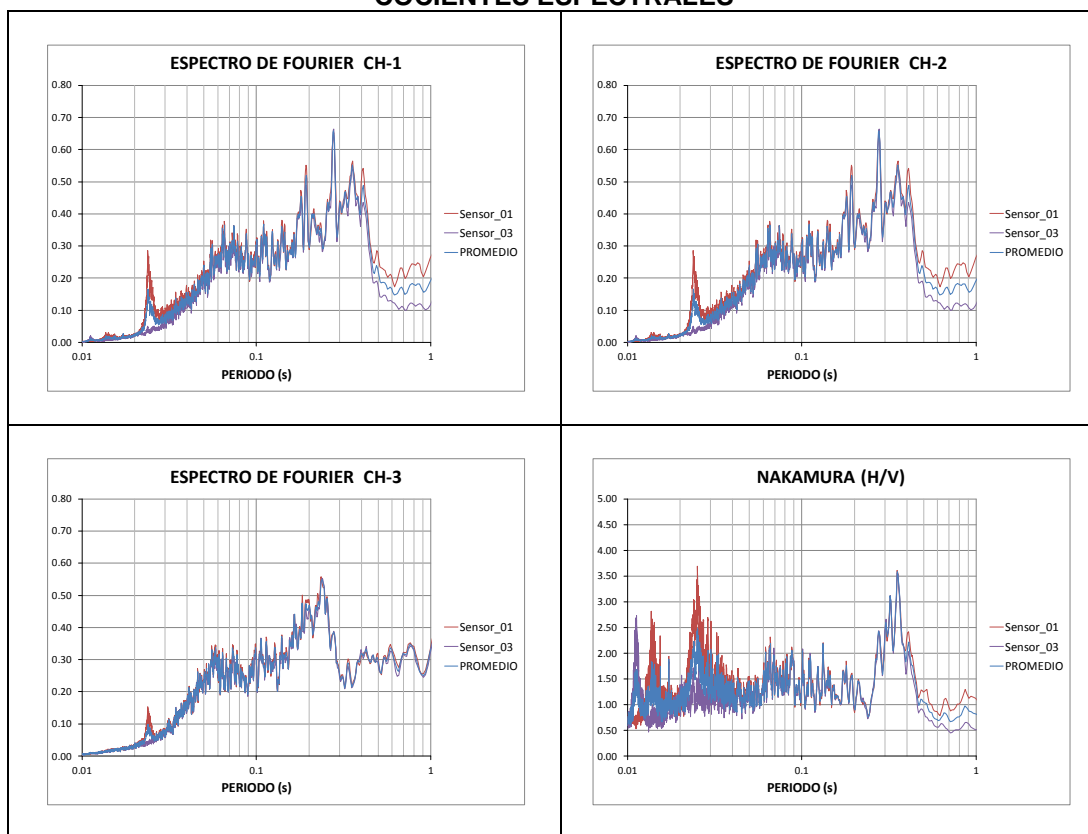 COCIENTES ESPECTRALES
ESPECTRO DE FOURIER CH-1
0.80
0.70
0.60
0.50
0.40
0.30
0.20
0.10
0.00
0.01
0.1
1
PERIODO (s)
Sensor_01
Sensor_03
PROMEDIO
ESPECTRO DE FOURIER CH-2
0.80
0.70
0.60
0.50
0.40
0.30
0.20
0.10
0.00
0.01
0.1
1
PERIODO (s)
Sensor_01
Sensor_03
PROMEDIO
ESPECTRO DE FOURIER CH-3
0.80
0.70
0.60
0.50
0.40
0.30
0.20
0.10
0.00
0.01
0.1
1
PERIODO (s)
Sensor_01
Sensor_03
PROMEDIO
NAKAMURA (H/V)
5.00
4.50
4.00
3.50
3.00
2.50
2.00
1.50
1.00
0.50
0.00
0.01
0.1
1
PERIODO (s)
Sensor_01
Sensor_03
PROMEDIO